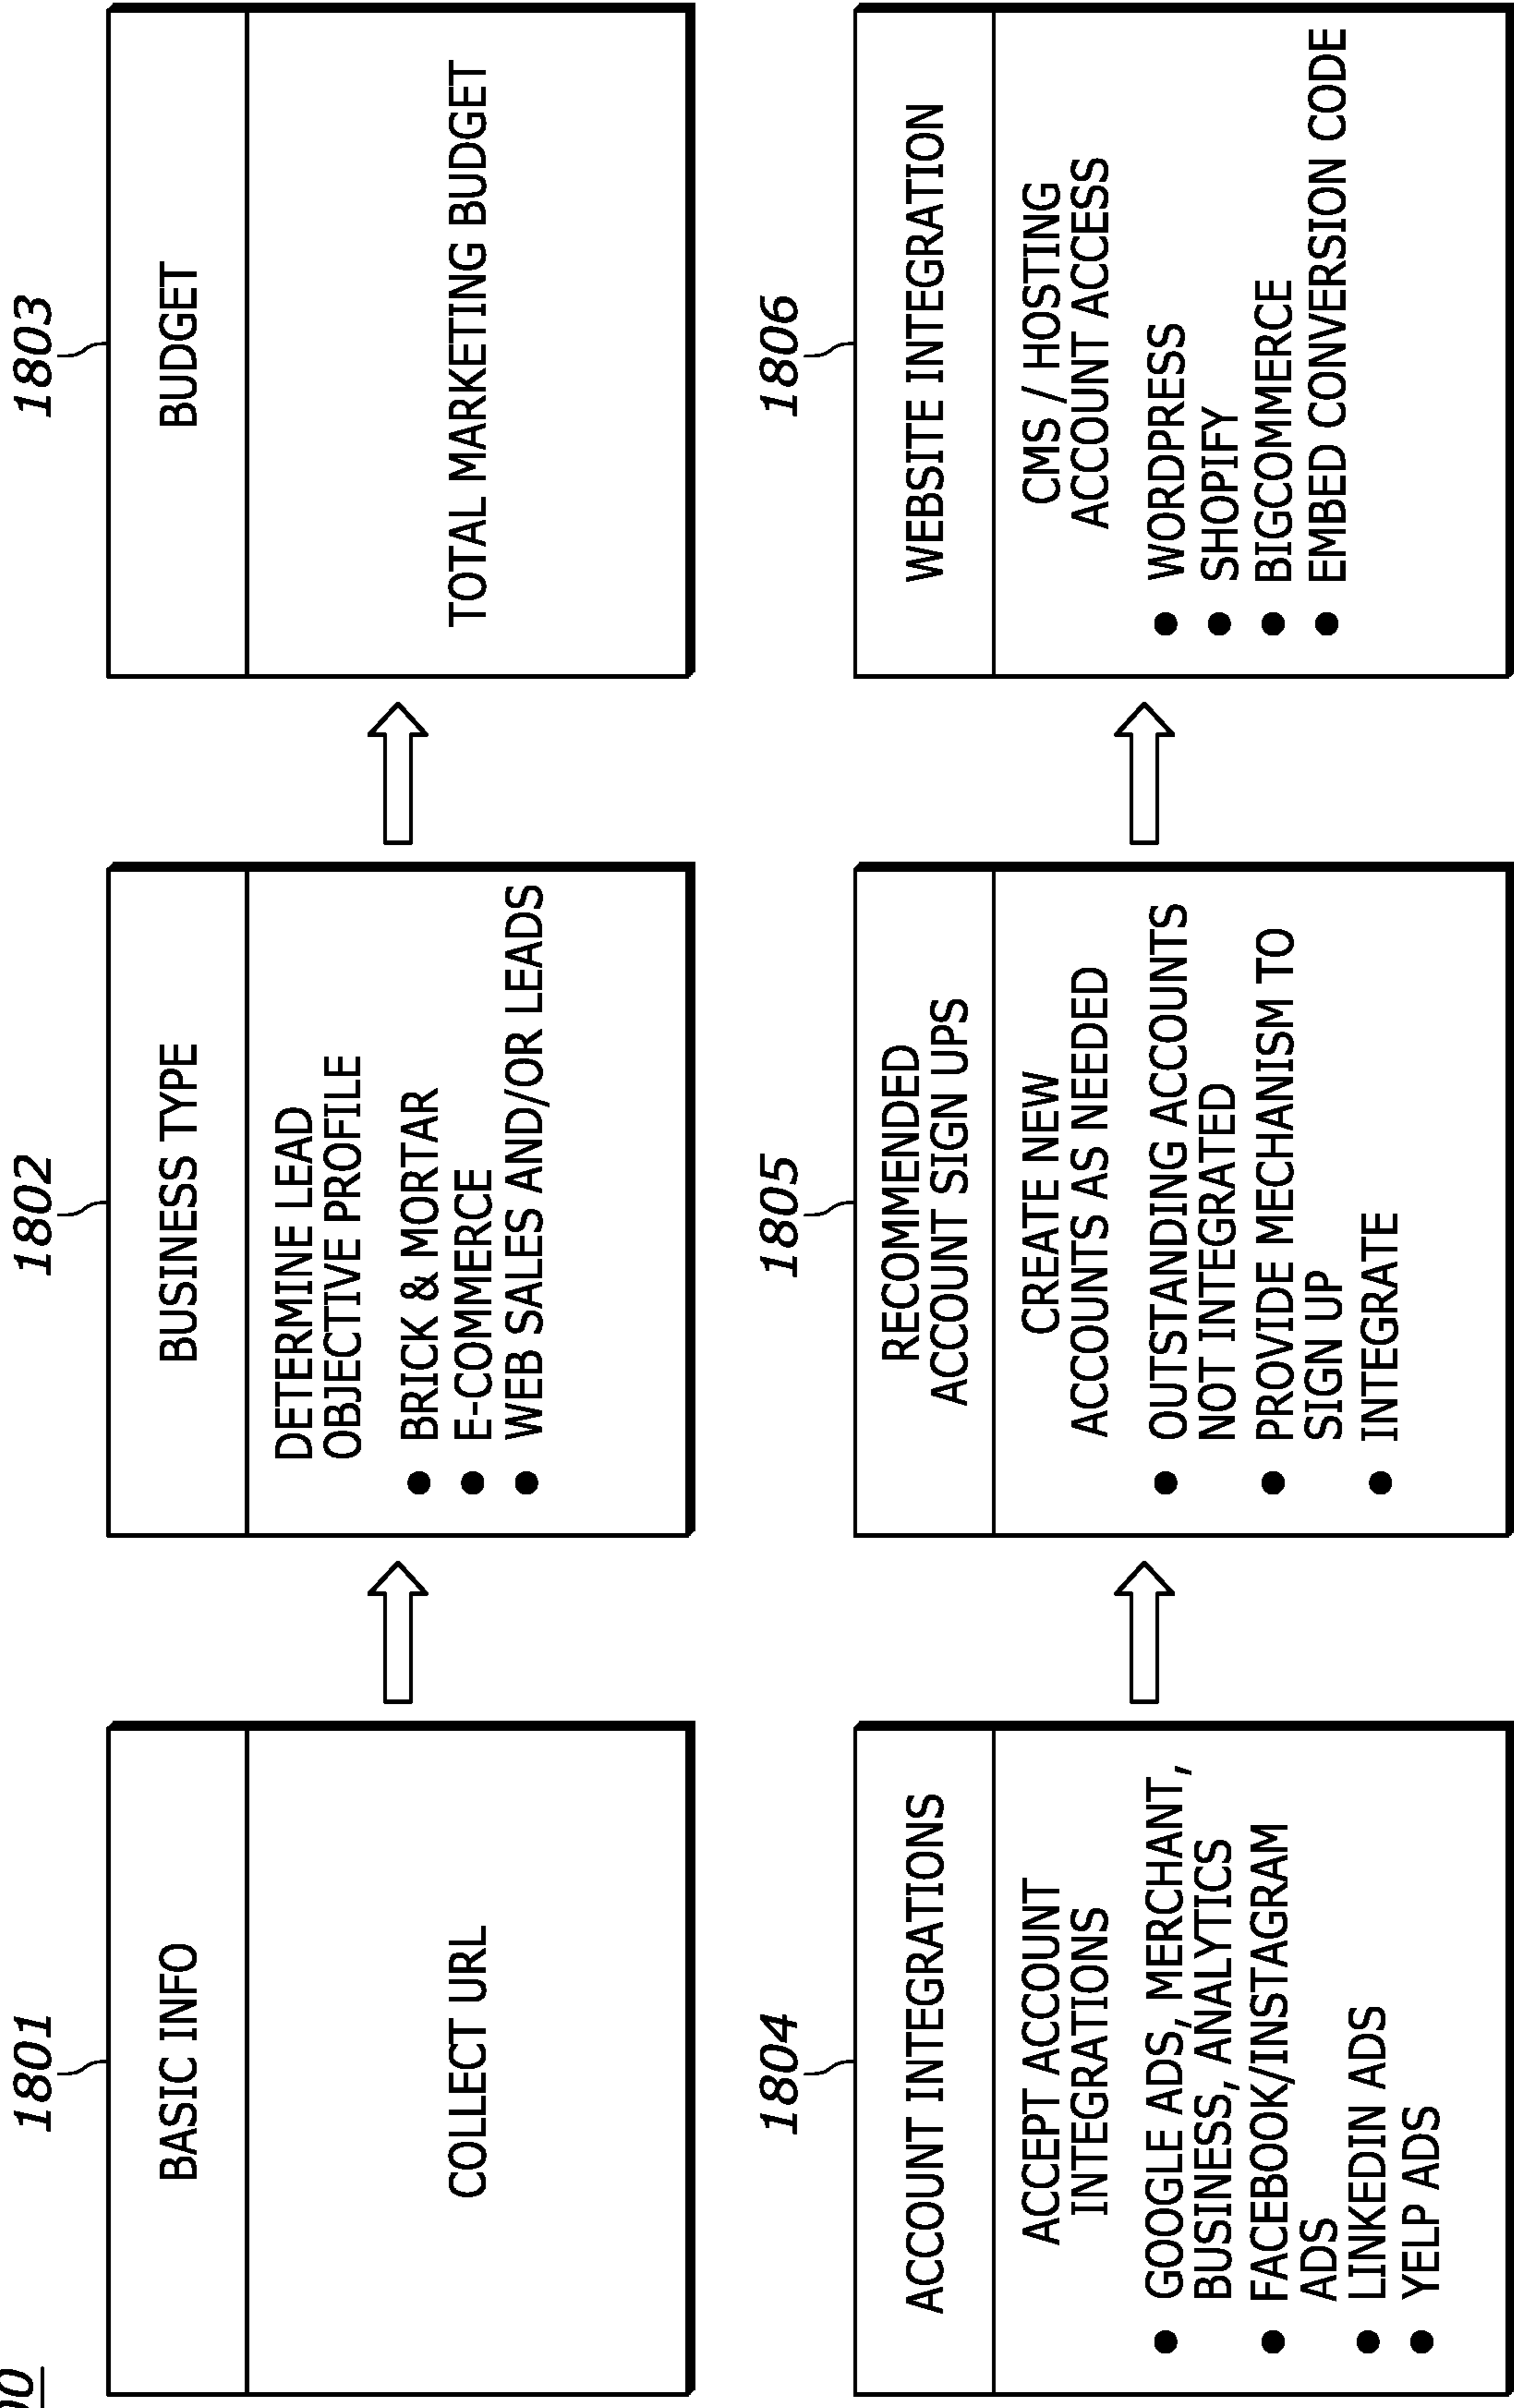 1801
BASIC INFO
COLLECT URL
1802
BUSINESS TYPE
DETERMINE LEAD
OBJECTIVE PROFILE
● BRICK & MORTAR
● E-COMMERCE
● WEB SALES AND/OR LEADS
1803
BUDGET
TOTAL MARKETING BUDGET
1804
ACCOUNT INTEGRATIONS
ACCEPT ACCOUNT
INTEGRATIONS
● GOOGLE ADS, MERCHANT,
BUSINESS, ANALYTICS
● FACEBOOK/INSTAGRAM
ADS
● LINKEDIN ADS
● YELP ADS
1805
RECOMMENDED
ACCOUNT SIGN UPS
CREATE NEW
ACCOUNTS AS NEEDED
● OUTSTANDING ACCOUNTS
NOT INTEGRATED
● PROVIDE MECHANISM TO
SIGN UP
● INTEGRATE
1806
WEBSITE INTEGRATION
CMS / HOSTING
ACCOUNT ACCESS
● WORDPRESS
● SHOPIFY
● BIGCOMMERCE
● EMBED CONVERSION CODE